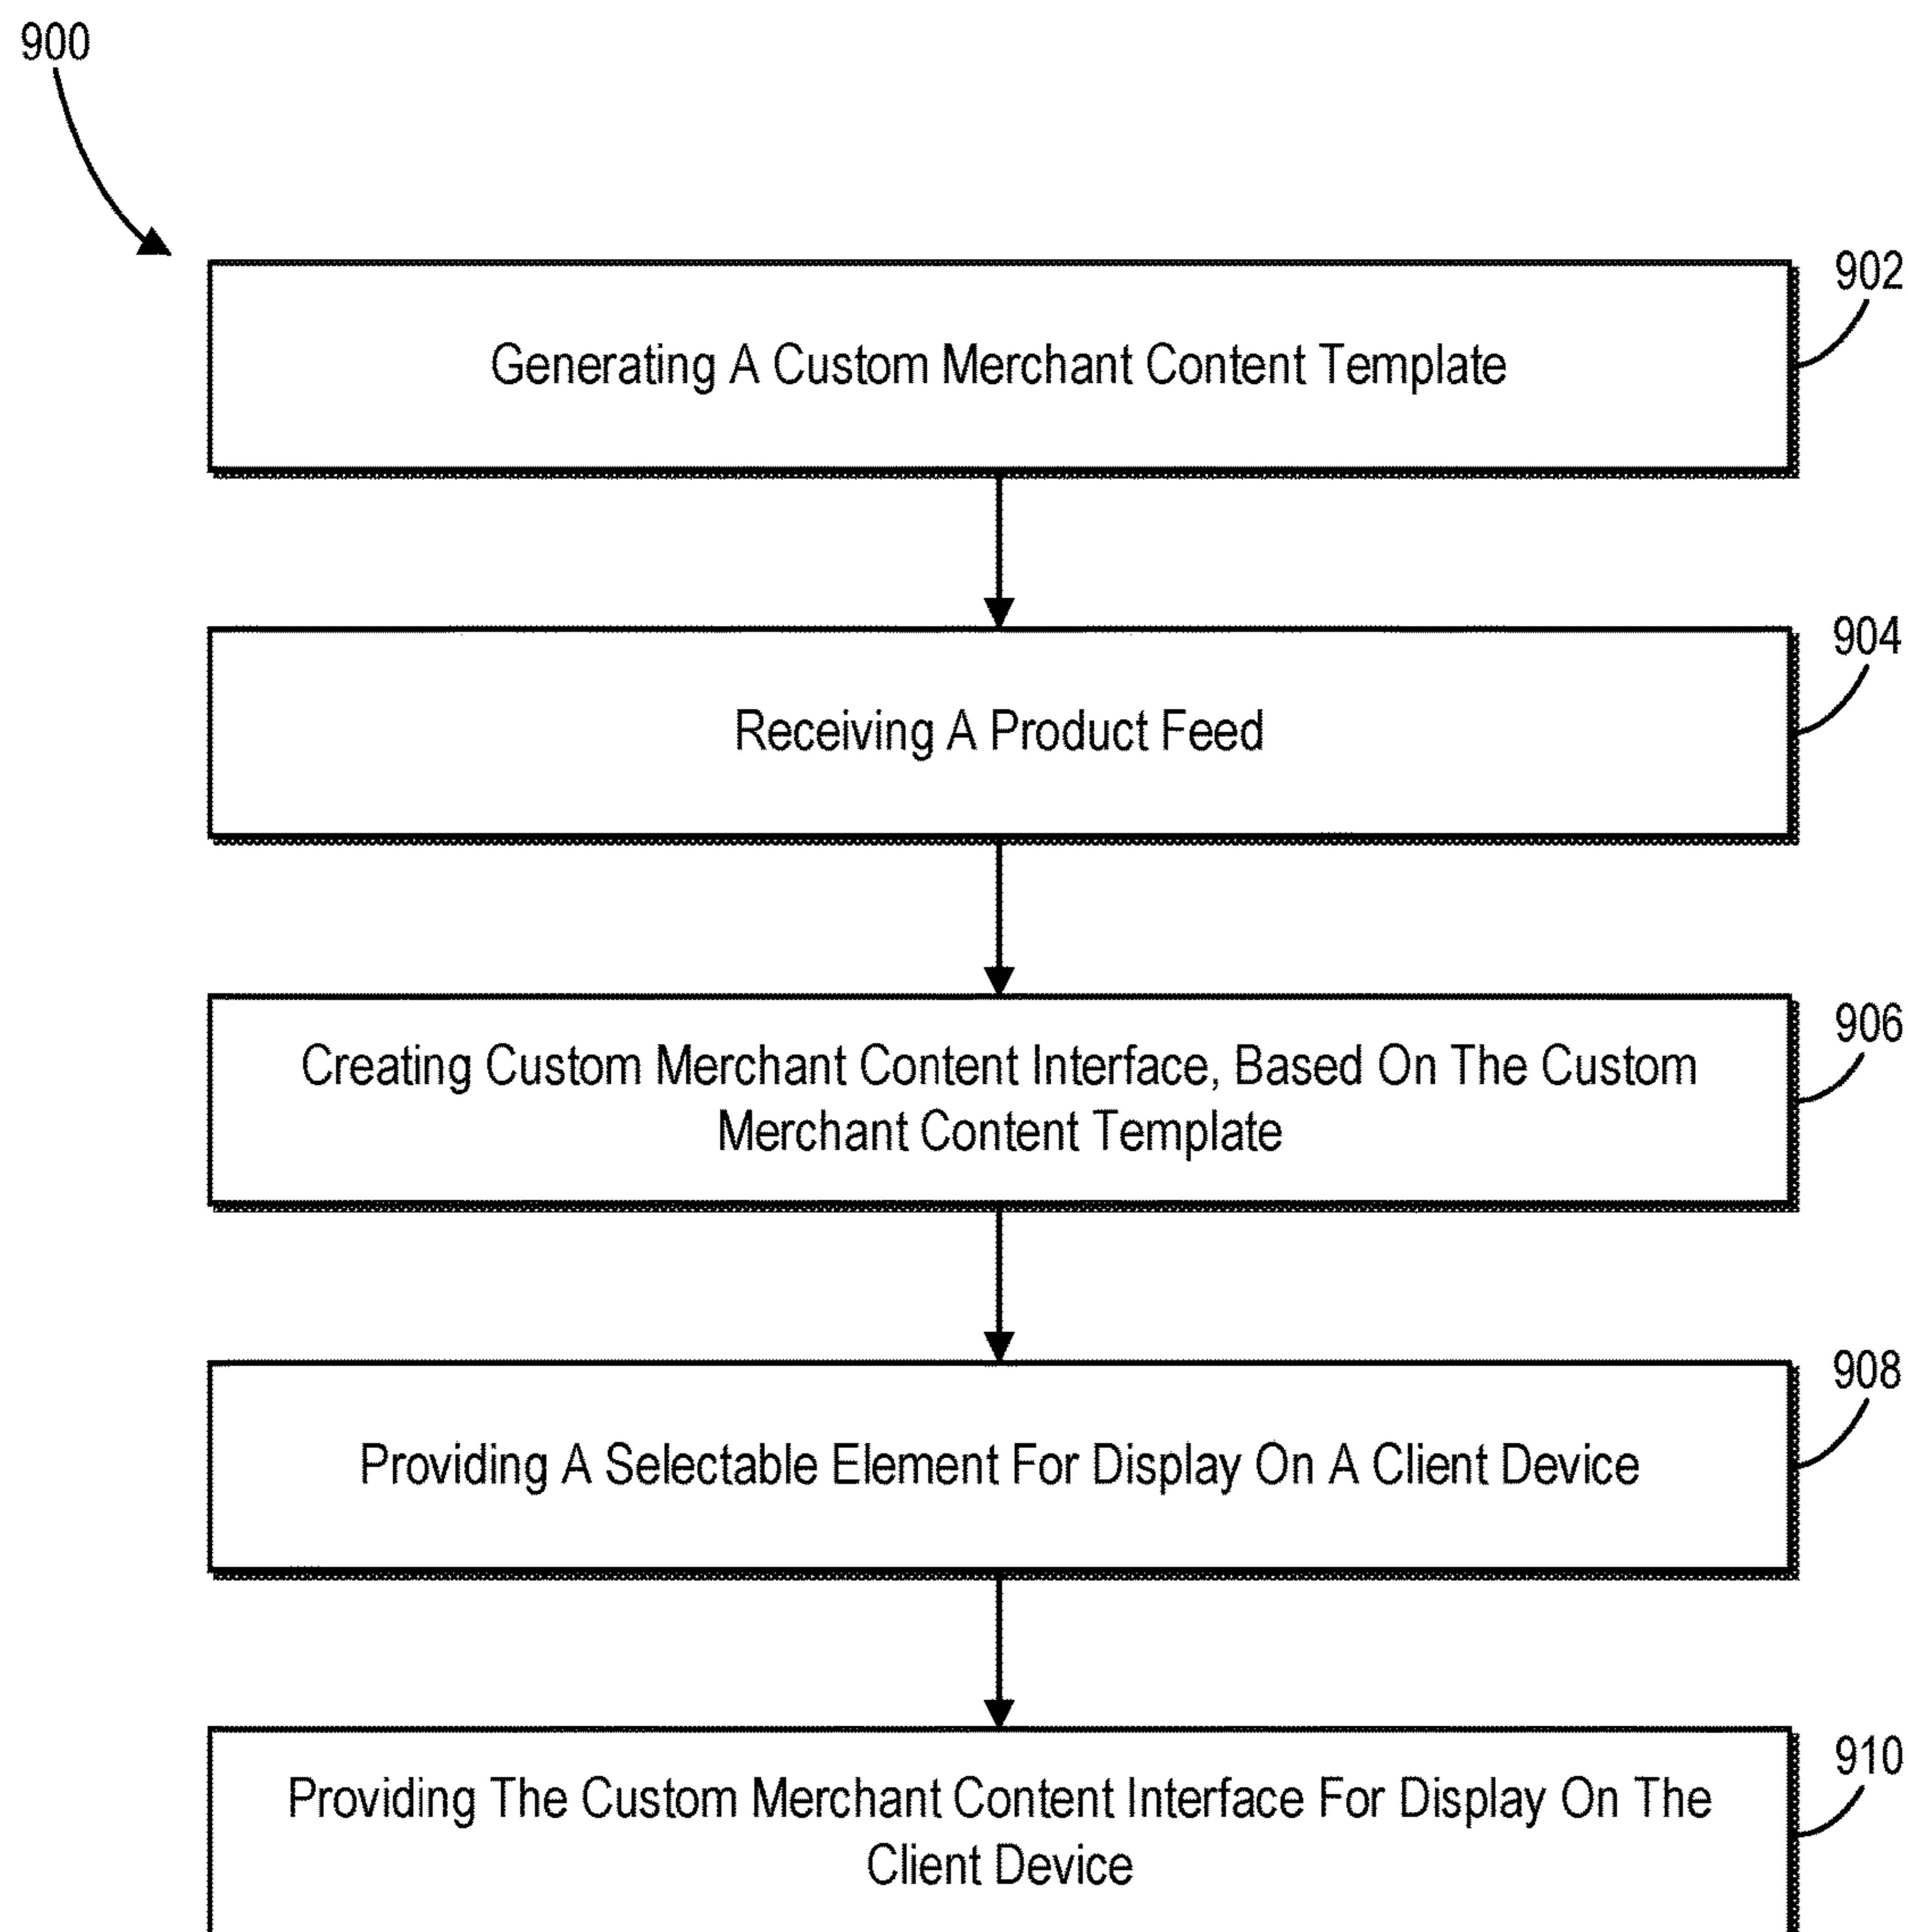 900
902
Generating A Custom Merchant Content Template
904
Receiving A Product Feed
906
Creating Custom Merchant Content Interface, Based On The Custom
Merchant Content Template
908
Providing A Selectable Element For Display On A Client Device
910
Providing The Custom Merchant Content Interface For Display On The
Client Device